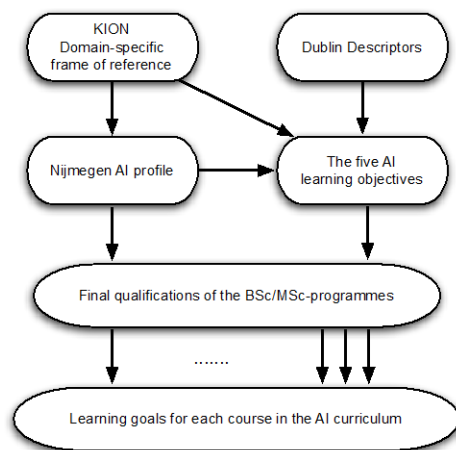 KION
Domain-specific
frame of reference
Dublin Descriptors
Nijmegen AI profile
The five AI
learning objectives
Final qualifications of the BSc/MSc-programmes
.......
Learning goals for each course in the AI curriculum